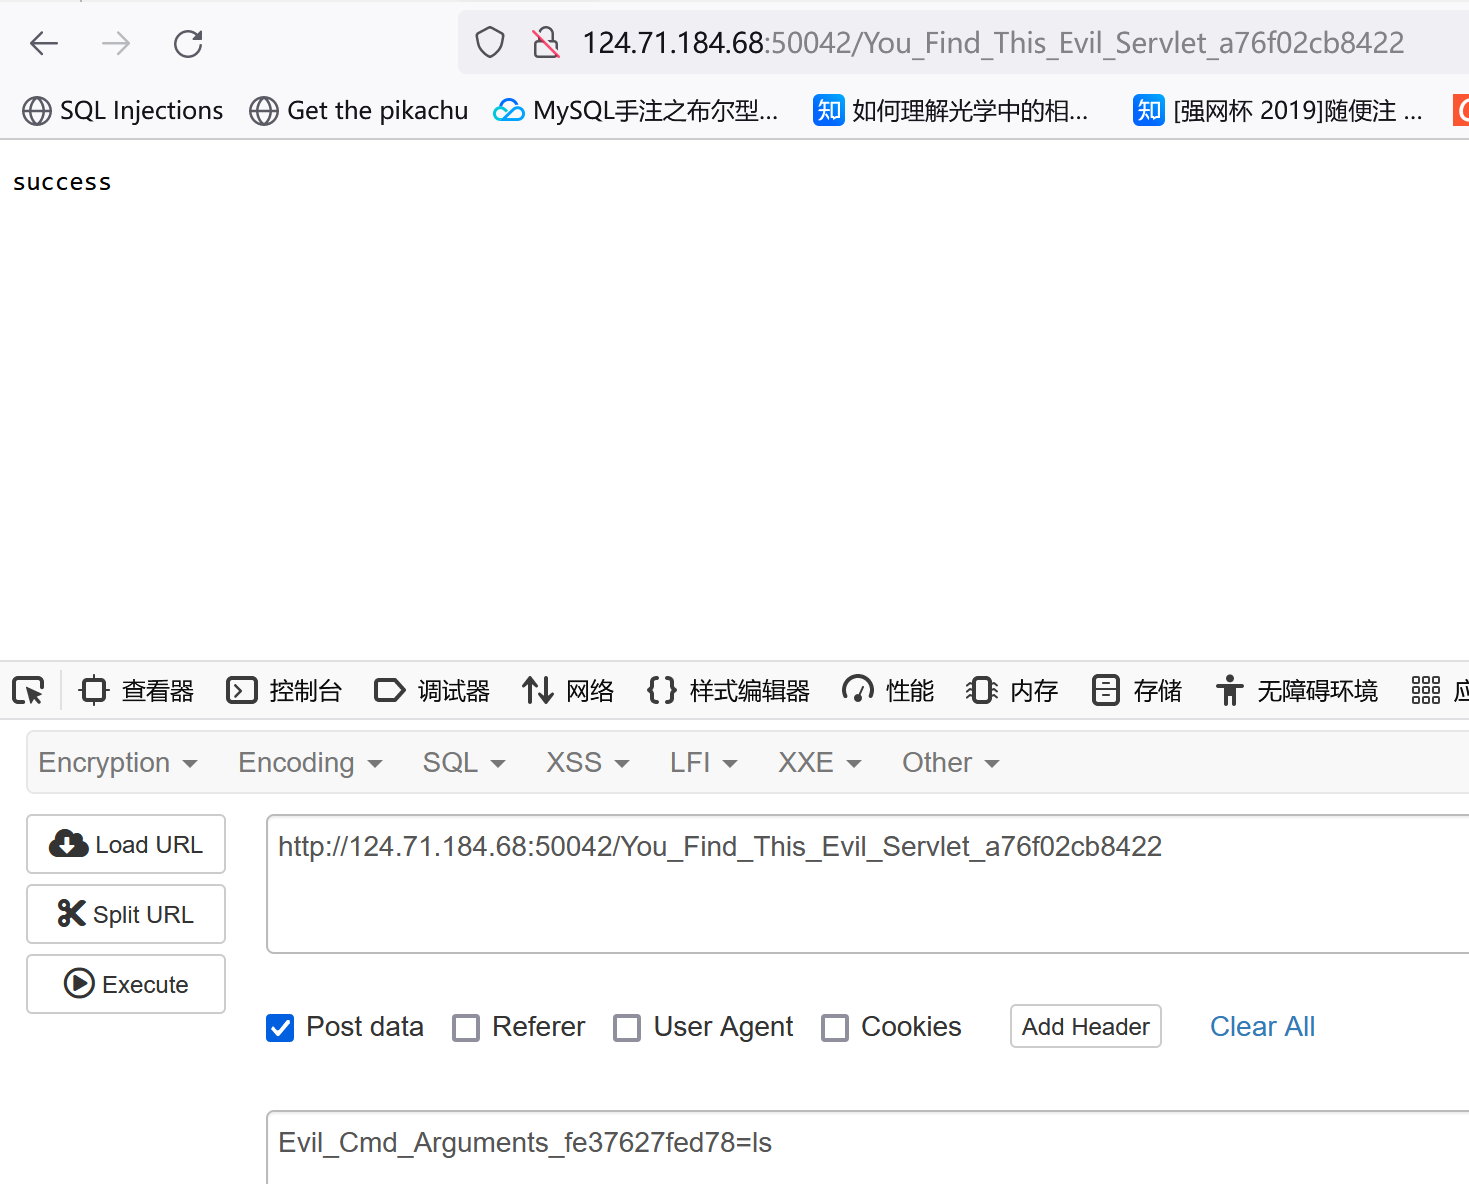 124.71.184.68:50042/You_Find_This_Evil_Servlet_a76f02cb8422
SQL Injections Get the pikachu MySQL手注之布尔型... 知 如何理解光学中的相... 知 [强网杯 2019]随便注 ...
success
查看器 控制台 调试器 网络 样式编辑器 性能 内存 存储 无障碍环境
Encryption Encoding SQL XSS LFI XXE Other
Load URL http://124.71.184.68:50042/You_Find_This_Evil_Servlet_a76f02cb8422
Split URL
Execute
Post data Referer User Agent Cookies Add Header Clear All
Evil_Cmd_Arguments_fe37627fed78=ls